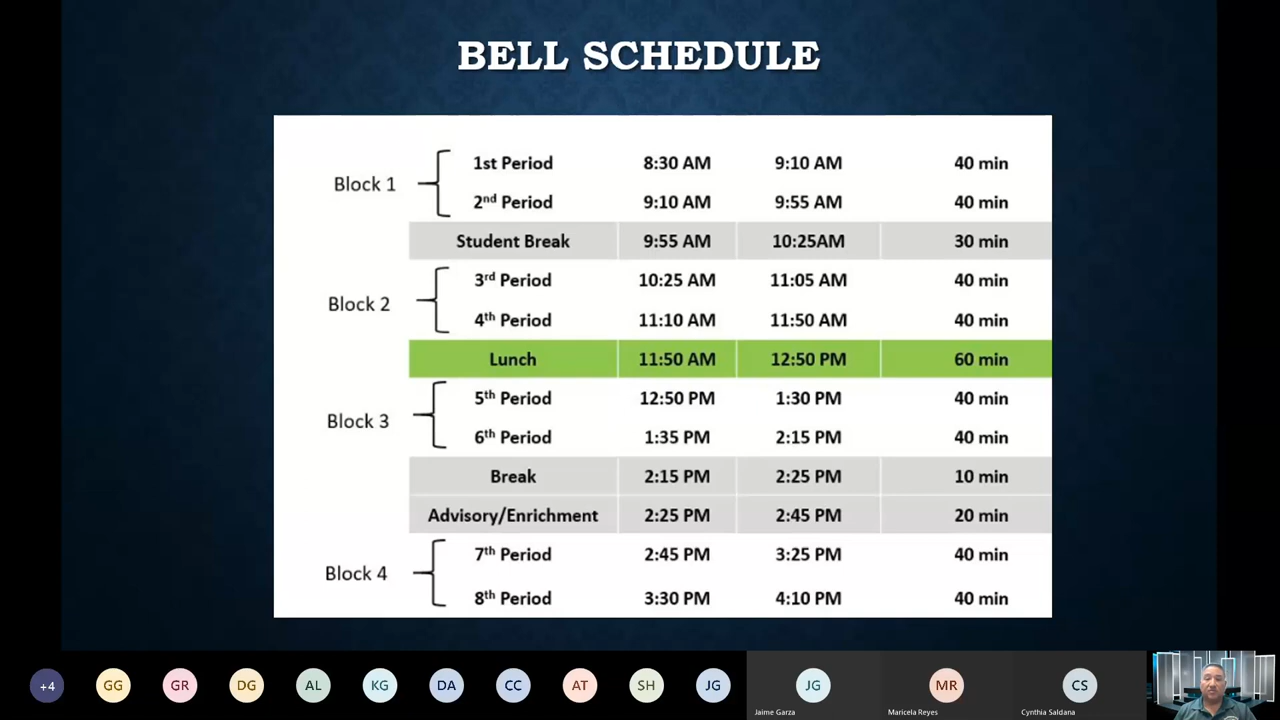 BELL SCHEDULE
Block 1
1st Period 8:30 AM 9:10 AM 40 min
2nd Period 9:10 AM 9:55 AM 40 min
Student Break 9:55 AM 10:25AM 30 min
Block 2
3rd Period 10:25 AM 11:05 AM 40 min
4th Period 11:10 AM 11:50 AM 40 min
Lunch 11:50 AM 12:50 PM 60 min
Block 3
5th Period 12:50 PM 1:30 PM 40 min
6th Period 1:35 PM 2:15 PM 40 min
Break 2:15 PM 2:25 PM 10 min
Advisory/Enrichment 2:25 PM 2:45 PM 20 min
Block 4
7th Period 2:45 PM 3:25 PM 40 min
8th Period 3:30 PM 4:10 PM 40 min
+4 GG GR DG AL KG DA CC AT SH JG JG MR CS
Jaime Garza Maricela Reyes Cynthia Saldana